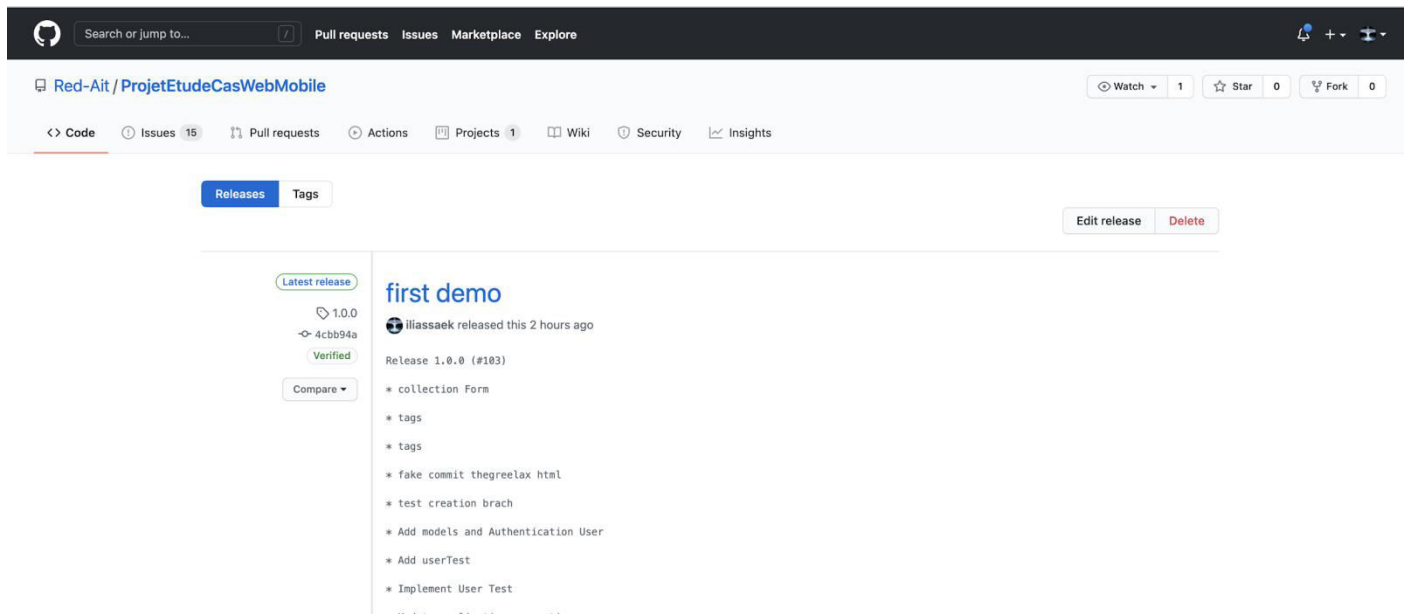 Search or jump to... / Pull requests Issues Marketplace Explore
Red-Ait / ProjetEtudeCasWebMobile Watch 1 Star 0 Fork 0
Code Issues 15 Pull requests Actions Projects 1 Wiki Security Insights
Releases Tags
Edit release Delete
Latest release
1.0.0
4cbb94a
Verified
Compare
first demo
iliassaek released this 2 hours ago
Release 1.0.0 (#103)
* collection Form
* tags
* tags
* fake commit thegreelax html
* test creation brach
* Add models and Authentication User
* Add userTest
* Implement User Test